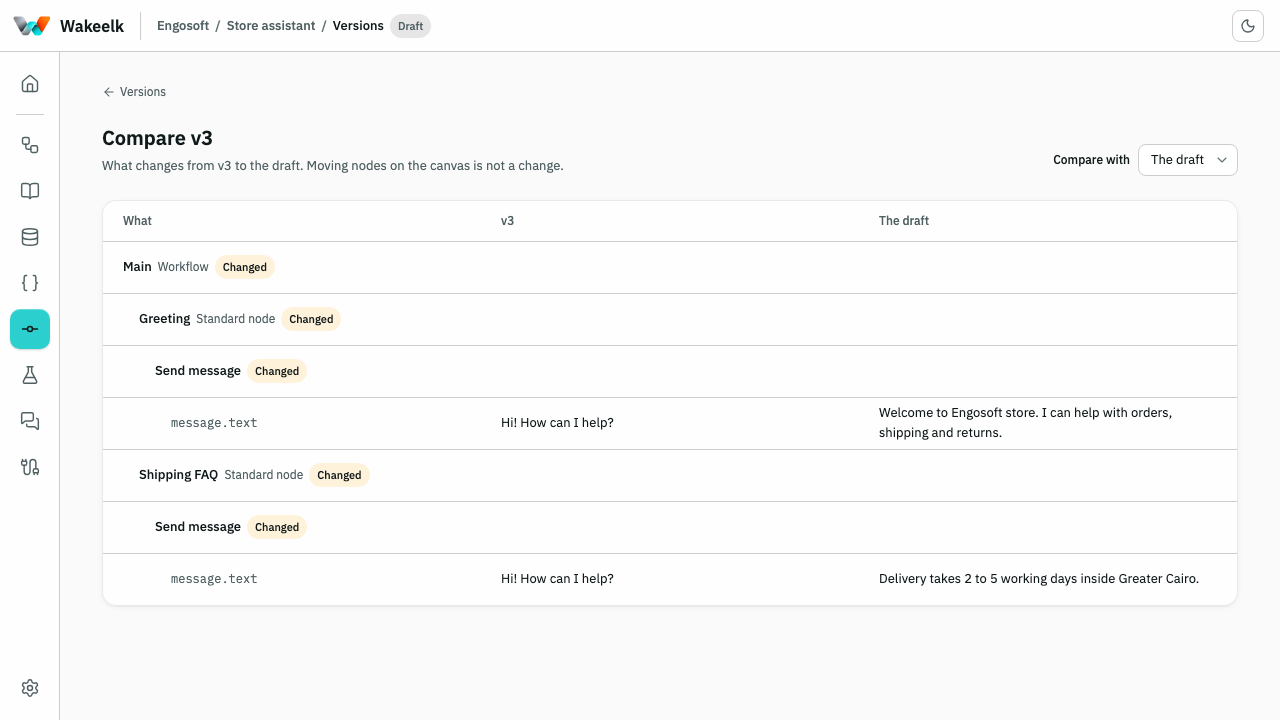 Wakeelk
Engosoft / Store assistant / Versions Draft
Versions
Compare v3
What changes from v3 to the draft. Moving nodes on the canvas is not a change.
Compare with The draft
What v3 The draft
Main Workflow Changed
Greeting Standard node Changed
Send message Changed
message.text Hi! How can I help? Welcome to Engosoft store. I can help with orders,
shipping and returns.
Shipping FAQ Standard node Changed
Send message Changed
message.text Hi! How can I help? Delivery takes 2 to 5 working days inside Greater Cairo.